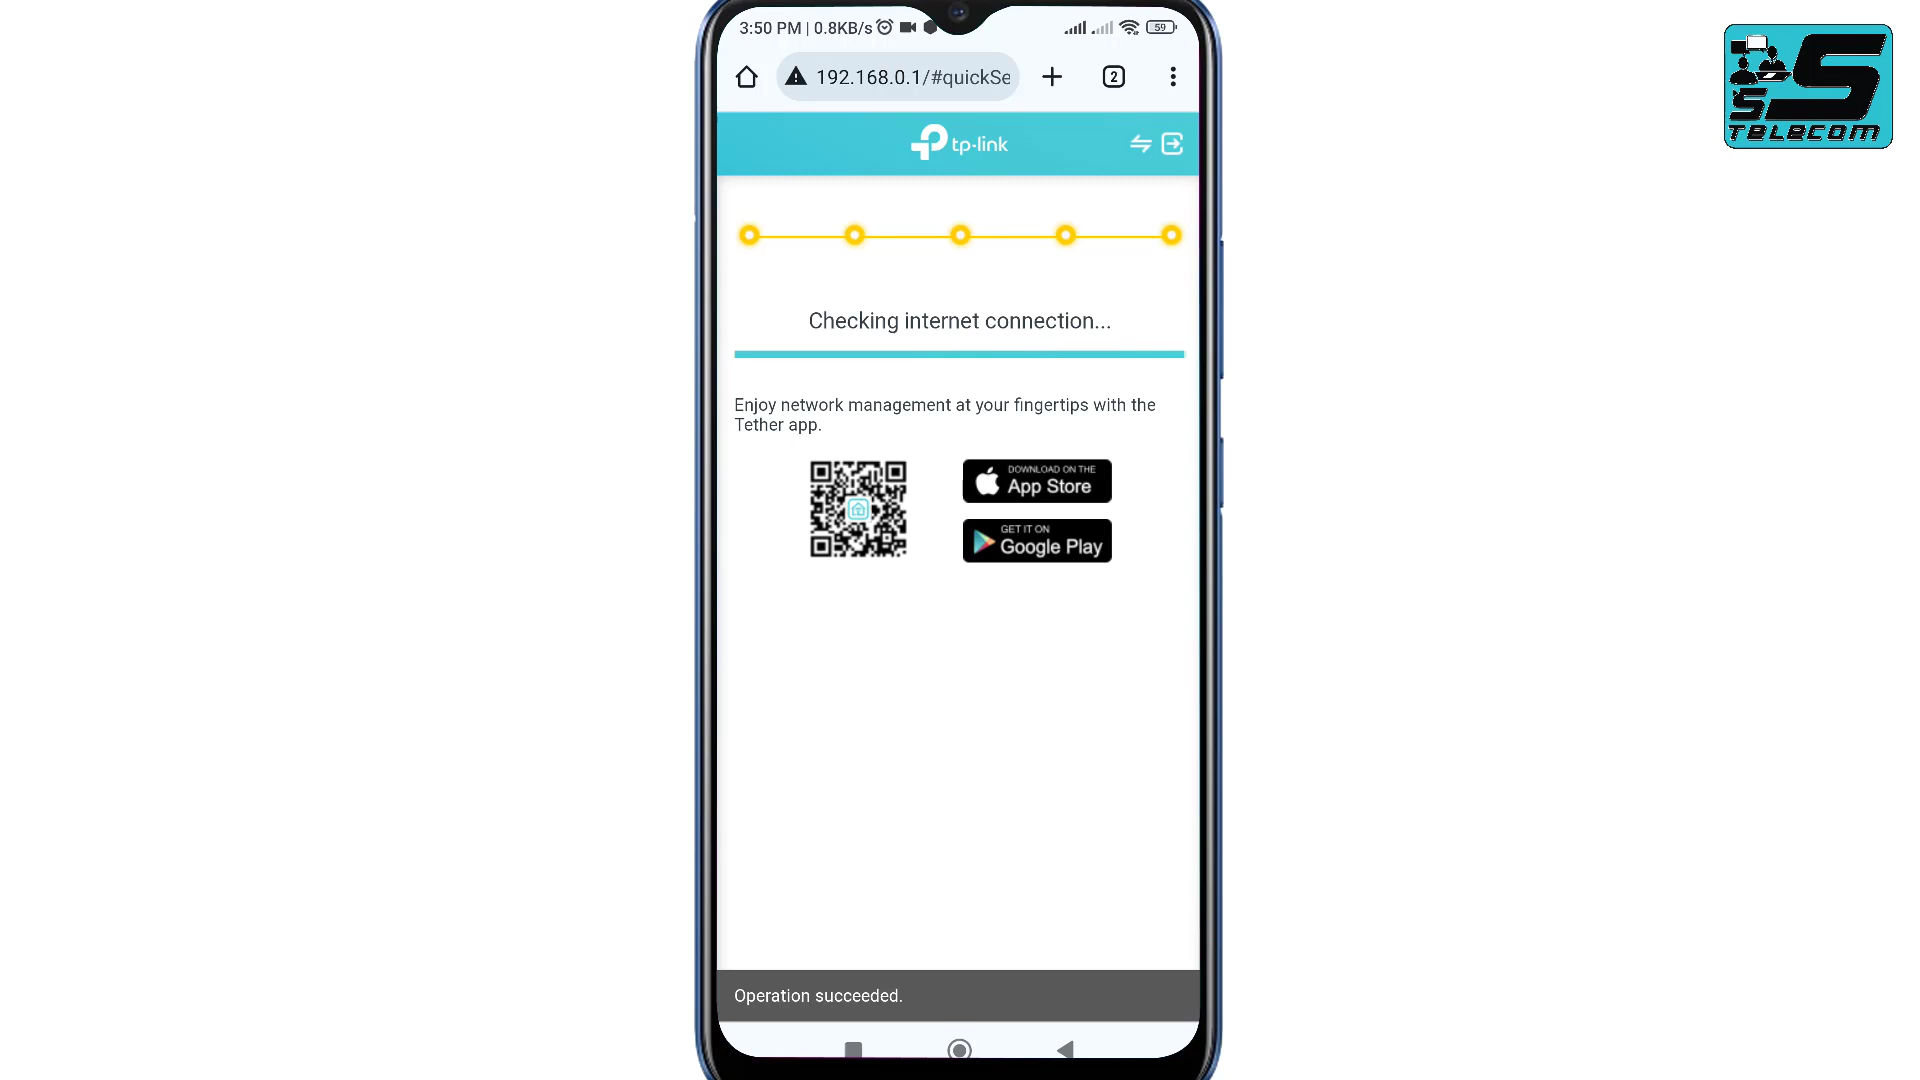 3:50 PM | 0.8KB/s
59
192.168.0.1/#quickSe
2
tp-link
Checking internet connection...
Enjoy network management at your fingertips with the
Tether app.
DOWNLOAD ON THE
App Store
GET IT ON
Google Play
Operation succeeded.
SS
TELECOM